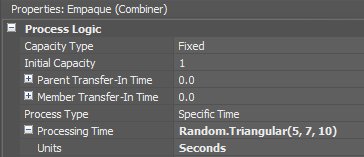 Properties: Empaque (Combiner)
Process Logic
Capacity Type Fixed
Initial Capacity 1
Parent Transfer-In Time 0.0
Member Transfer-In Time 0.0
Process Type Specific Time
Processing Time Random.Triangular(5, 7, 10)
Units Seconds